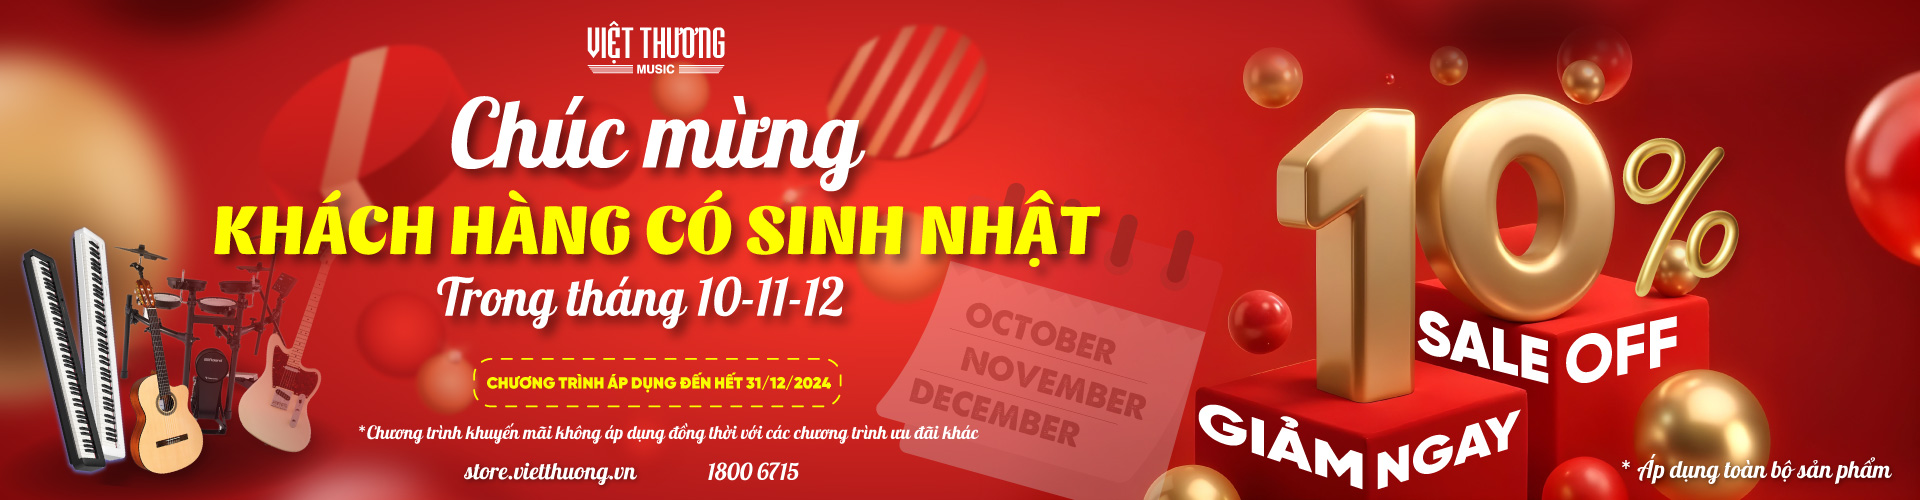 VIỆT THƯƠNG
MUSIC
Chúc mừng
KHÁCH HÀNG CÓ SINH NHẬT
Trong tháng 10-11-12
CHƯƠNG TRÌNH ÁP DỤNG ĐẾN HẾT 31/12/2024
*Chương trình khuyến mãi không áp dụng đồng thời với các chương trình ưu đãi khác
store.vietthuong.vn 1800 6715
OCTOBER
NOVEMBER
DECEMBER
10%
SALE OFF
GIẢM NGAY
* Áp dụng toàn bộ sản phẩm